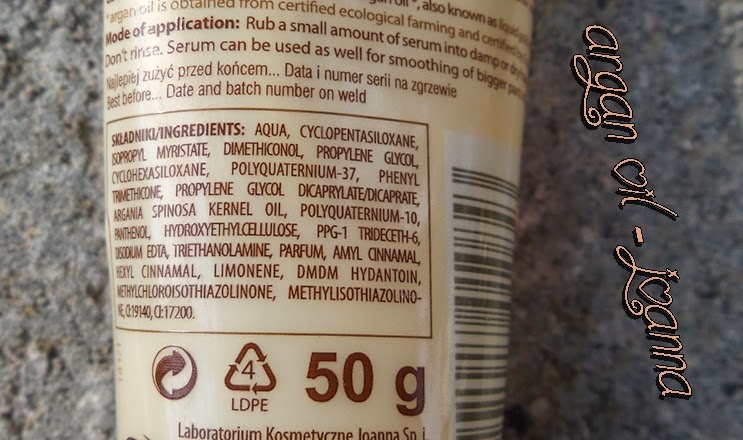 *argan oil is obtained from certified ecological farming and certified
Mode of application: Rub a small amount of serum into damp or dry
Don't rinse. Serum can be used as well for smoothing of bigger
Najlepiej zużyć przed końcem... Data i numer serii na zgrzewie
Best before... Date and batch number on weld
SKŁADNIKI/INGREDIENTS: AQUA, CYCLOPENTASILOXANE,
ISOPROPYL MYRISTATE, DIMETHICONOL, PROPYLENE GLYCOL,
CYCLOHEXASILOXANE, POLYQUATERNIUM-37, PHENYL
TRIMETHICONE, PROPYLENE GLYCOL DICAPRYLATE/DICAPRATE,
ARGANIA SPINOSA KERNEL OIL, POLYQUATERNIUM-10,
PANTHENOL, HYDROXYETHYLCELLULOSE, PPG-1 TRIDECETH-6,
DISODIUM EDTA, TRIETHANOLAMINE, PARFUM, AMYL CINNAMAL,
HEXYL CINNAMAL, LIMONENE, DMDM HYDANTOIN,
METHYLCHLOROISOTHIAZOLINONE, METHYLISOTHIAZOLINO-
NE, CI:19140, CI:17200.
4
LDPE
50 g
Laboratorium Kosmetyczne Joanna Sp. j.
argan oil - Joanna